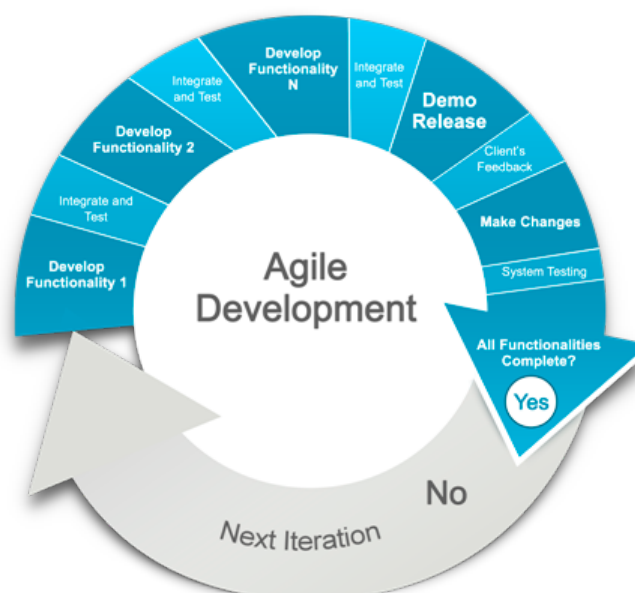 Develop
Functionality 1
Integrate and
Test
Develop
Functionality 2
Integrate
and Test
Develop
Functionality
N
Integrate
and Test
Demo
Release
Client's
Feedback
Make Changes
System Testing
All Functionalities
Complete?
Yes
No
Next Iteration
Agile
Development